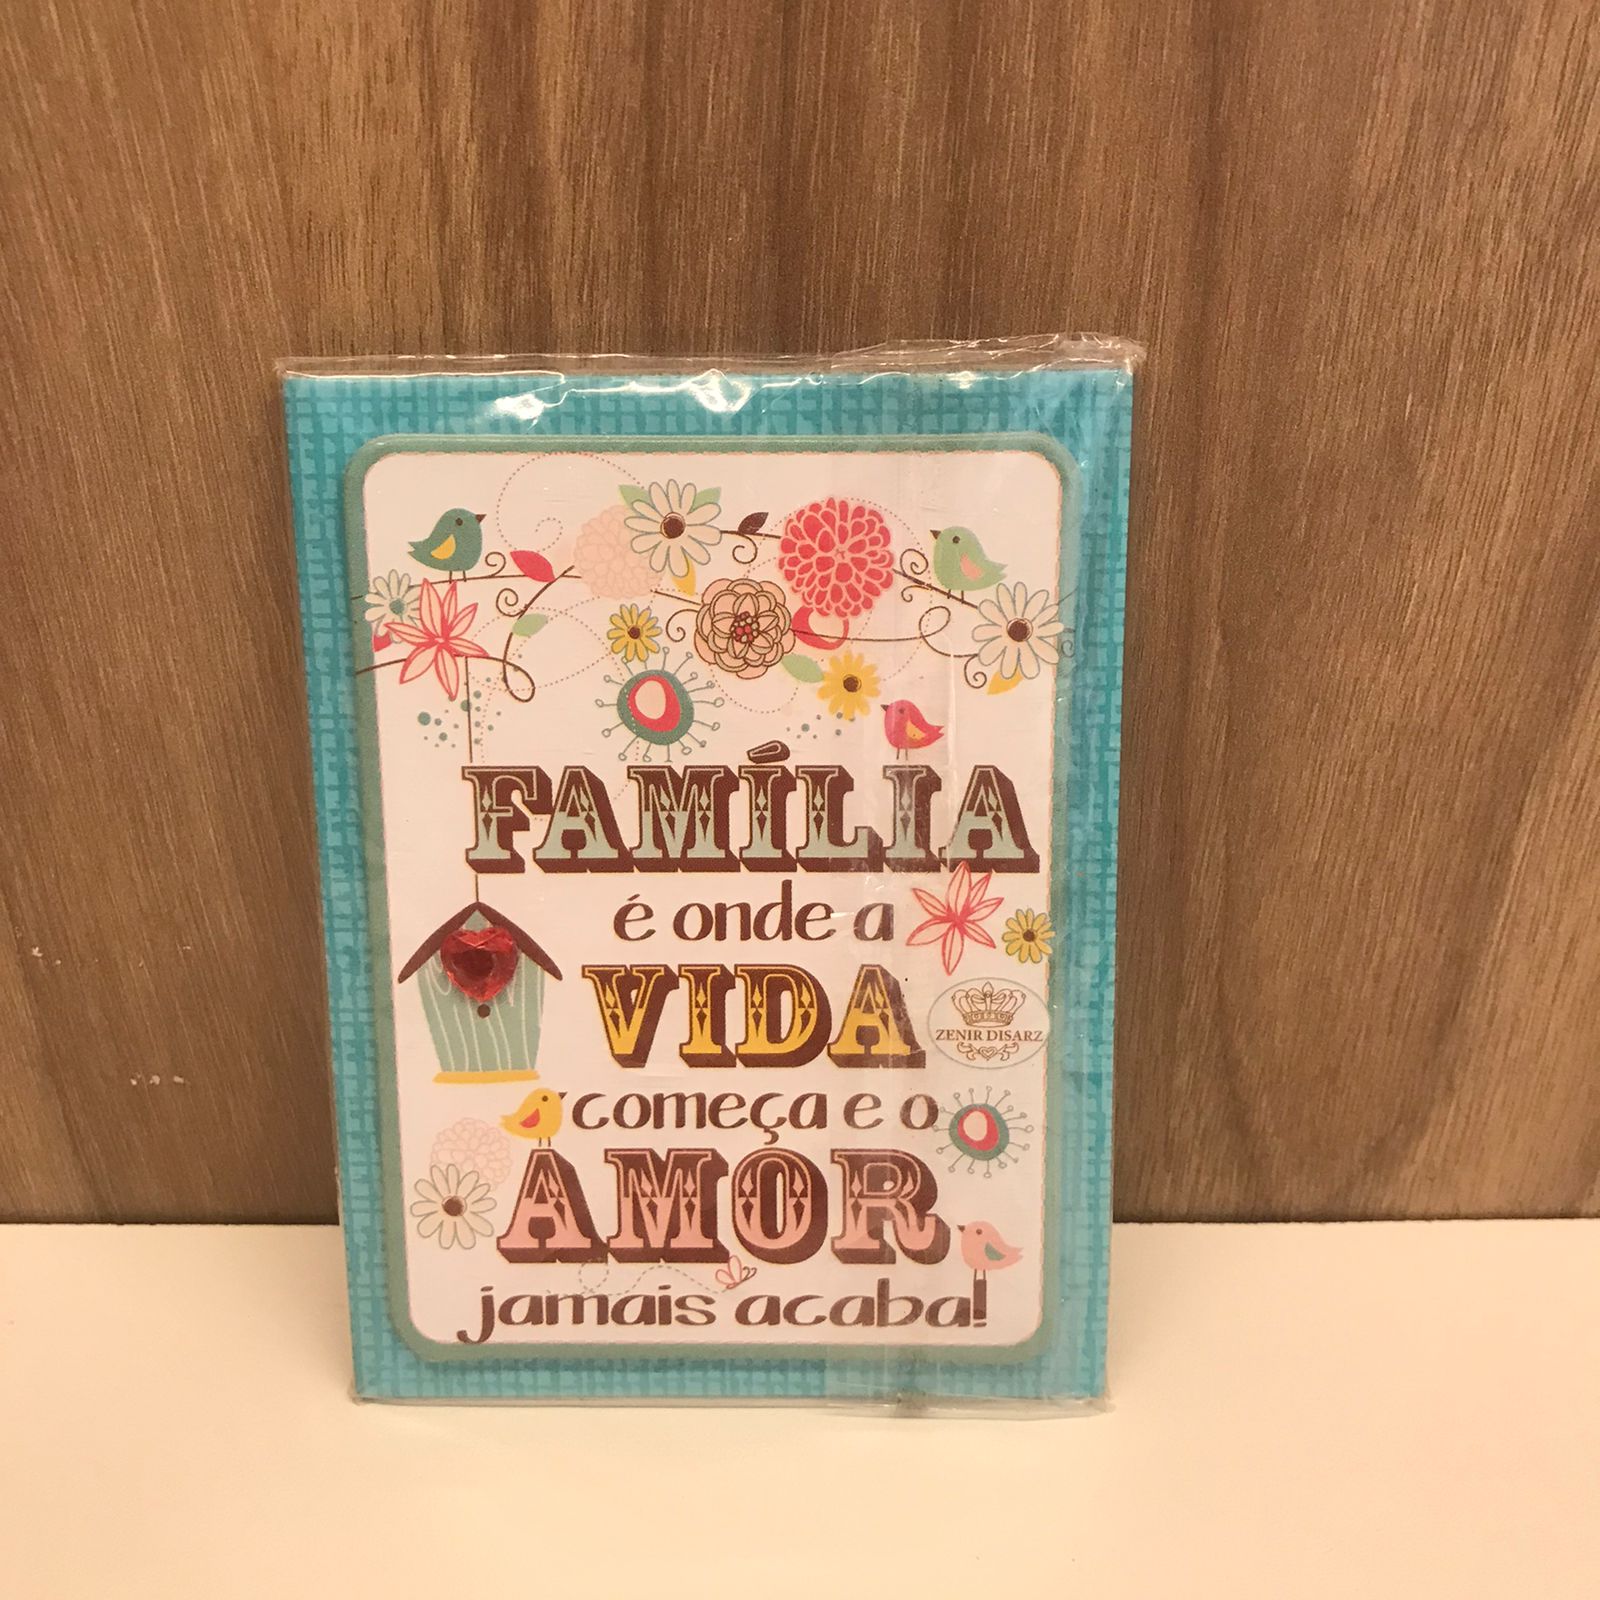 FAMÍLIA
é onde a
VIDA
ZENIR DISARZ
começa e o
AMOR
jamais acaba!